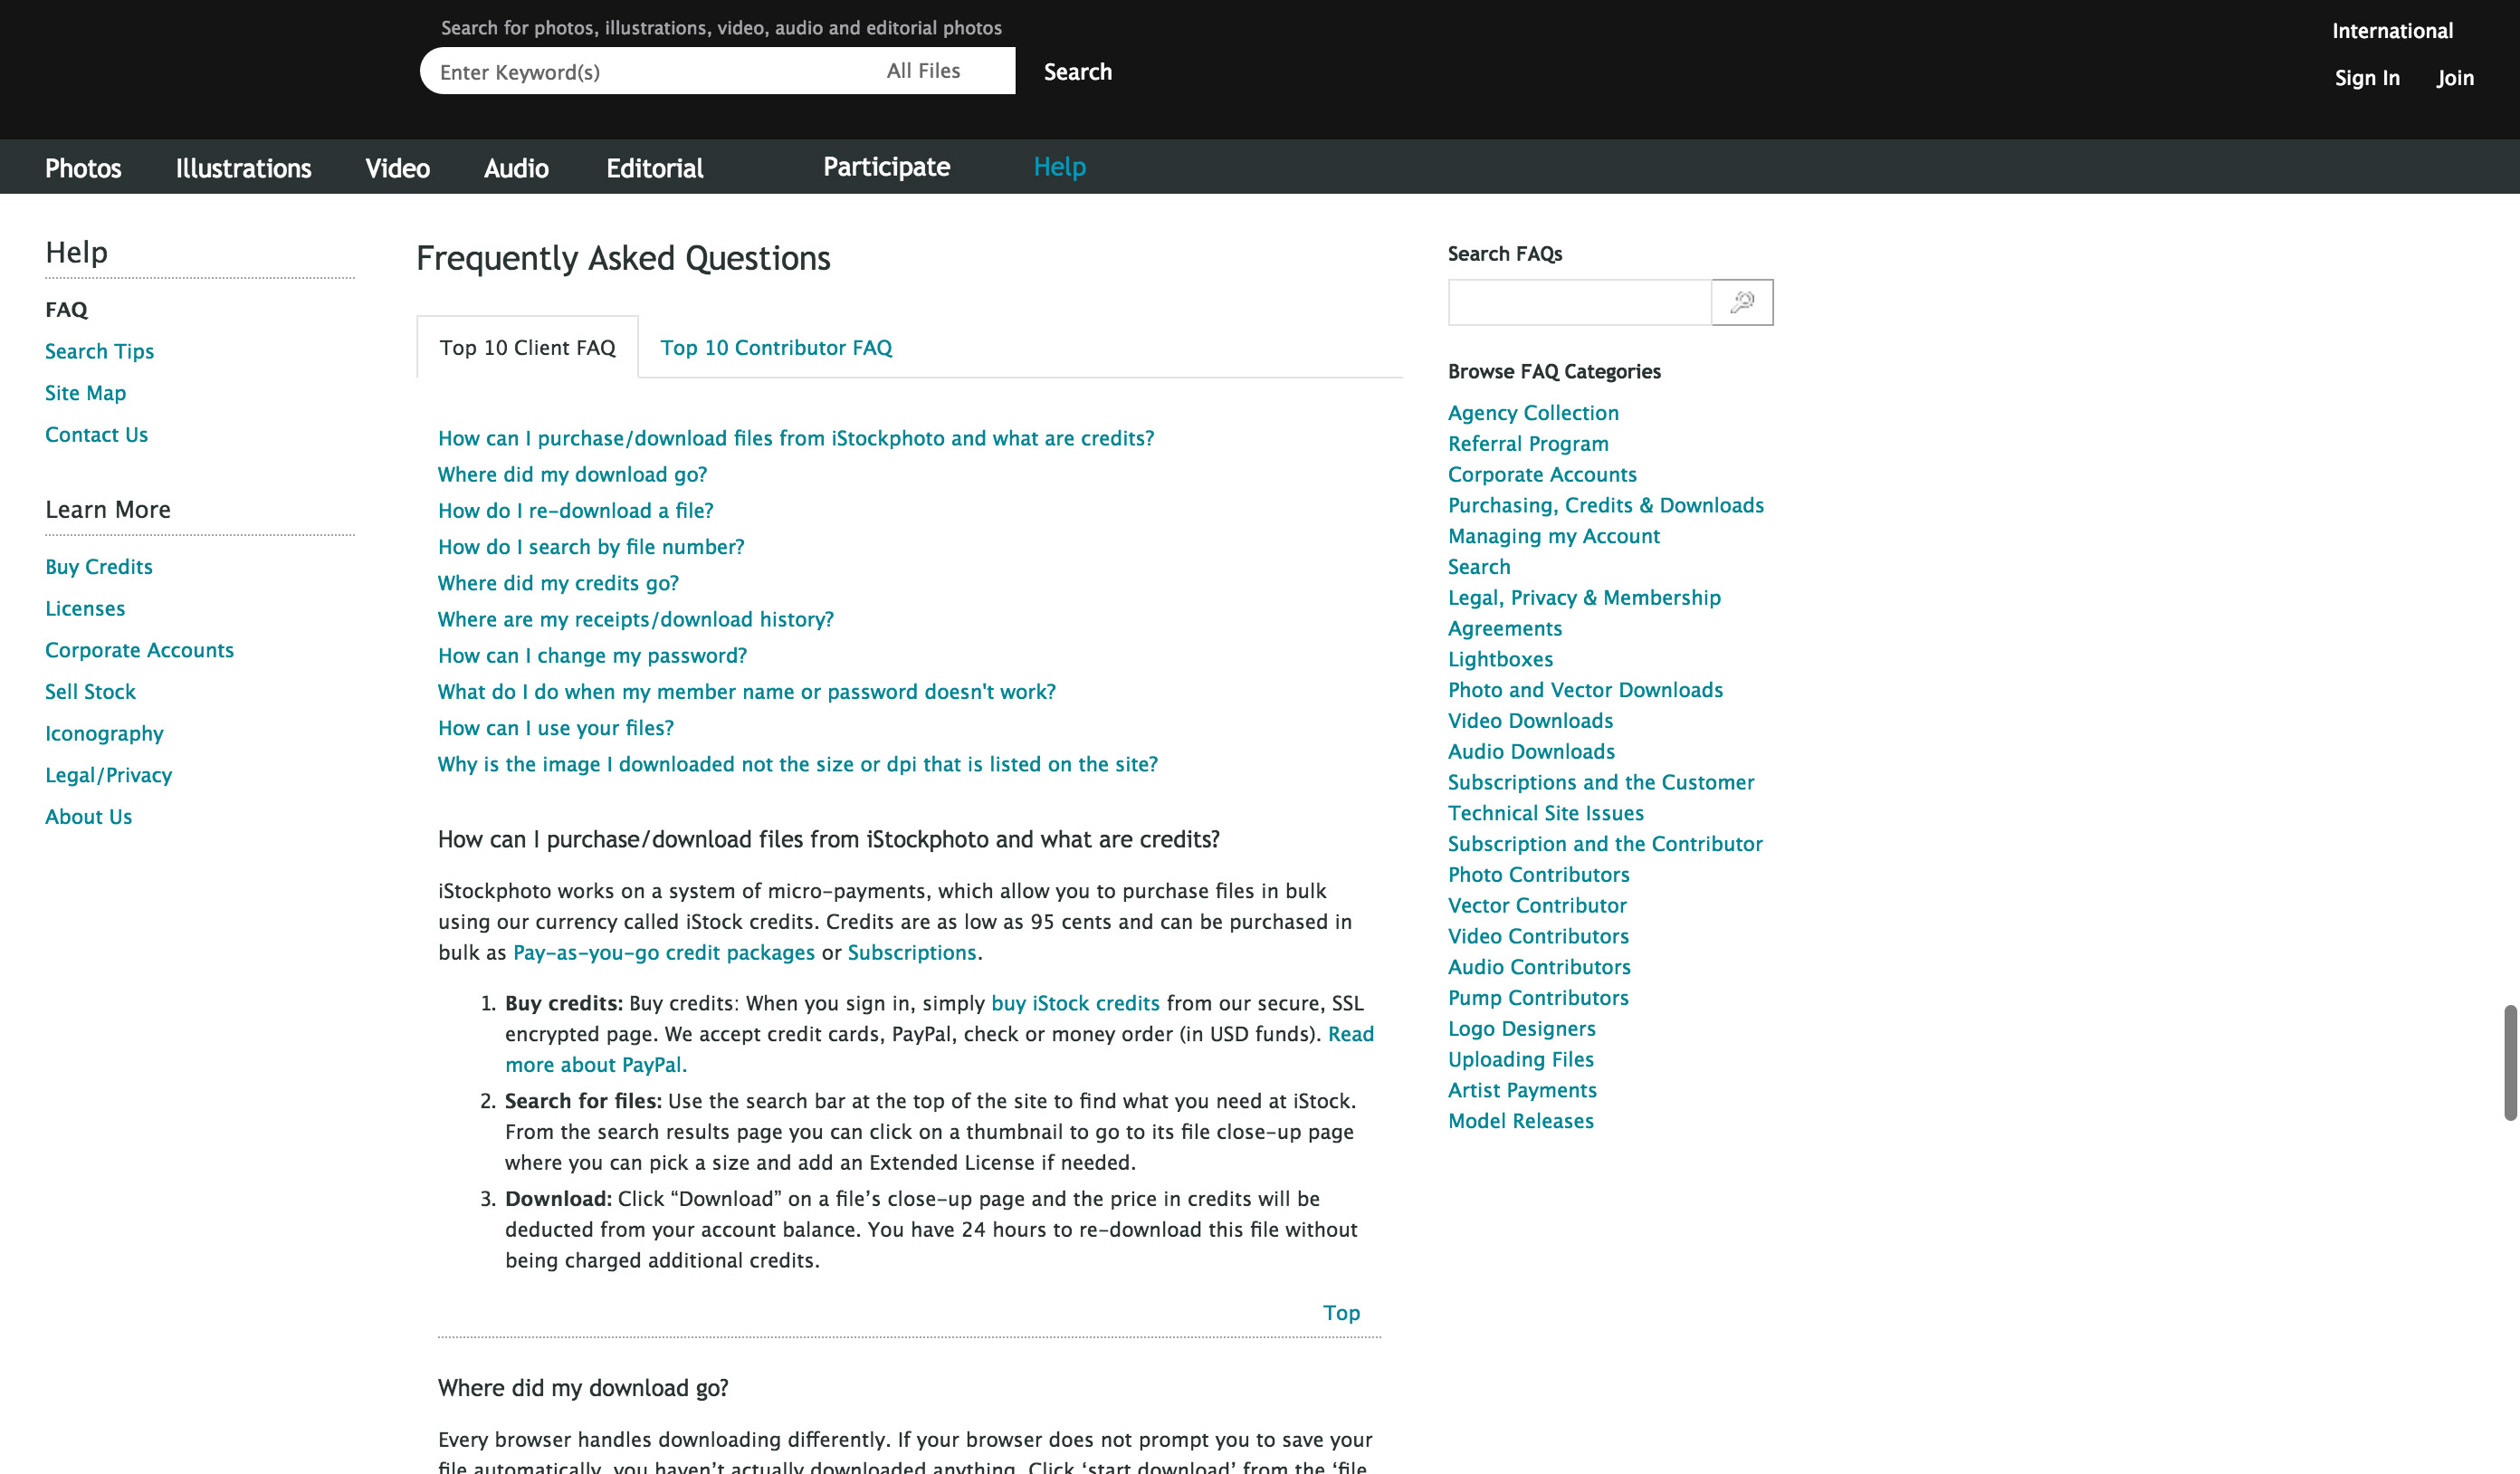 Search for photos, illustrations, video, audio and editorial photos
Enter Keyword(s)
All Files
Search
International
Sign In
Join
Photos
Illustrations
Video
Audio
Editorial
Participate
Help
Help
FAQ
Search Tips
Site Map
Contact Us
Learn More
Buy Credits
Licenses
Corporate Accounts
Sell Stock
Iconography
Legal/Privacy
About Us
Frequently Asked Questions
Top 10 Client FAQ
Top 10 Contributor FAQ
How can I purchase/download files from iStockphoto and what are credits?
Where did my download go?
How do I re-download a file?
How do I search by file number?
Where did my credits go?
Where are my receipts/download history?
How can I change my password?
What do I do when my member name or password doesn't work?
How can I use your files?
Why is the image I downloaded not the size or dpi that is listed on the site?
How can I purchase/download files from iStockphoto and what are credits?
iStockphoto works on a system of micro-payments, which allow you to purchase files in bulk
using our currency called iStock credits. Credits are as low as 95 cents and can be purchased in
bulk as Pay-as-you-go credit packages or Subscriptions.
1. Buy credits: Buy credits: When you sign in, simply buy iStock credits from our secure, SSL
encrypted page. We accept credit cards, PayPal, check or money order (in USD funds). Read
more about PayPal.
2. Search for files: Use the search bar at the top of the site to find what you need at iStock.
From the search results page you can click on a thumbnail to go to its file close-up page
where you can pick a size and add an Extended License if needed.
3. Download: Click “Download” on a file’s close-up page and the price in credits will be
deducted from your account balance. You have 24 hours to re-download this file without
being charged additional credits.
Top
Where did my download go?
Every browser handles downloading differently. If your browser does not prompt you to save your
file automatically, you haven’t actually downloaded anything. Click ‘start download’ from the ‘file
Search FAQs
Browse FAQ Categories
Agency Collection
Referral Program
Corporate Accounts
Purchasing, Credits & Downloads
Managing my Account
Search
Legal, Privacy & Membership
Agreements
Lightboxes
Photo and Vector Downloads
Video Downloads
Audio Downloads
Subscriptions and the Customer
Technical Site Issues
Subscription and the Contributor
Photo Contributors
Vector Contributor
Video Contributors
Audio Contributors
Pump Contributors
Logo Designers
Uploading Files
Artist Payments
Model Releases